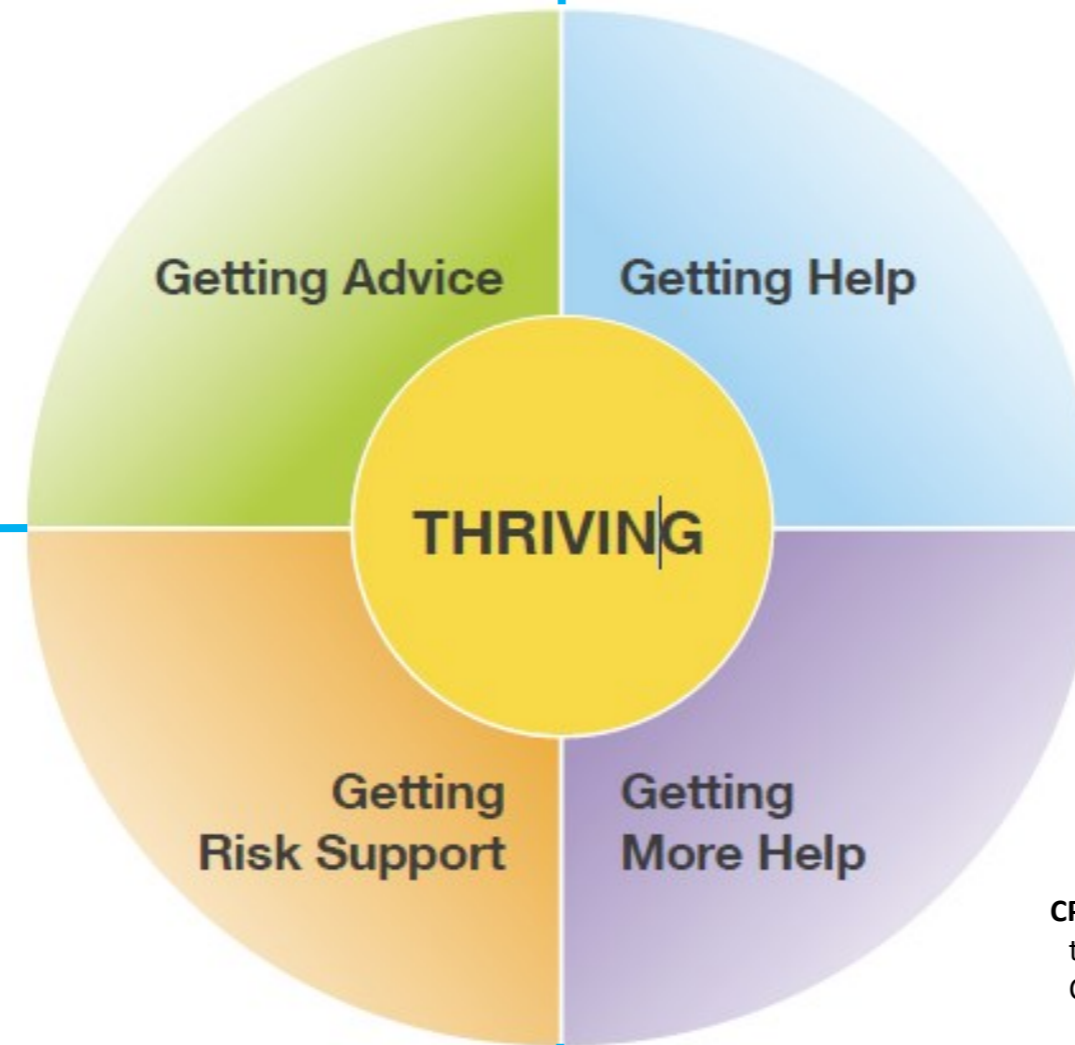 Getting Advice
Getting Help
THRIVING
Getting
Risk Support
Getting
More Help